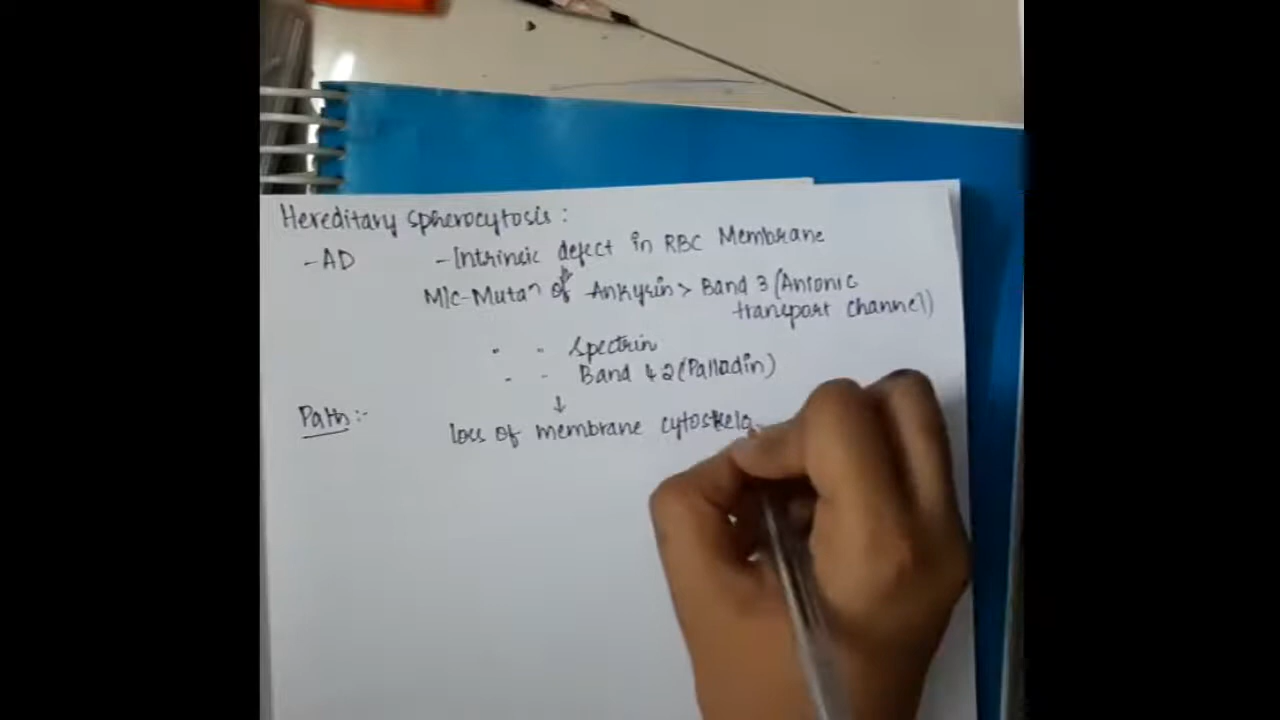 Hereditary spherocytosis :
- AD - Intrinsic defect in RBC Membrane
M/c - Mutaⁿ of Ankyrin > Band 3 (Anionic
transport channel)
" " Spectrin
" " Band 4.2 (Palladin)
↓
Path :- loss of membrane cytoskele